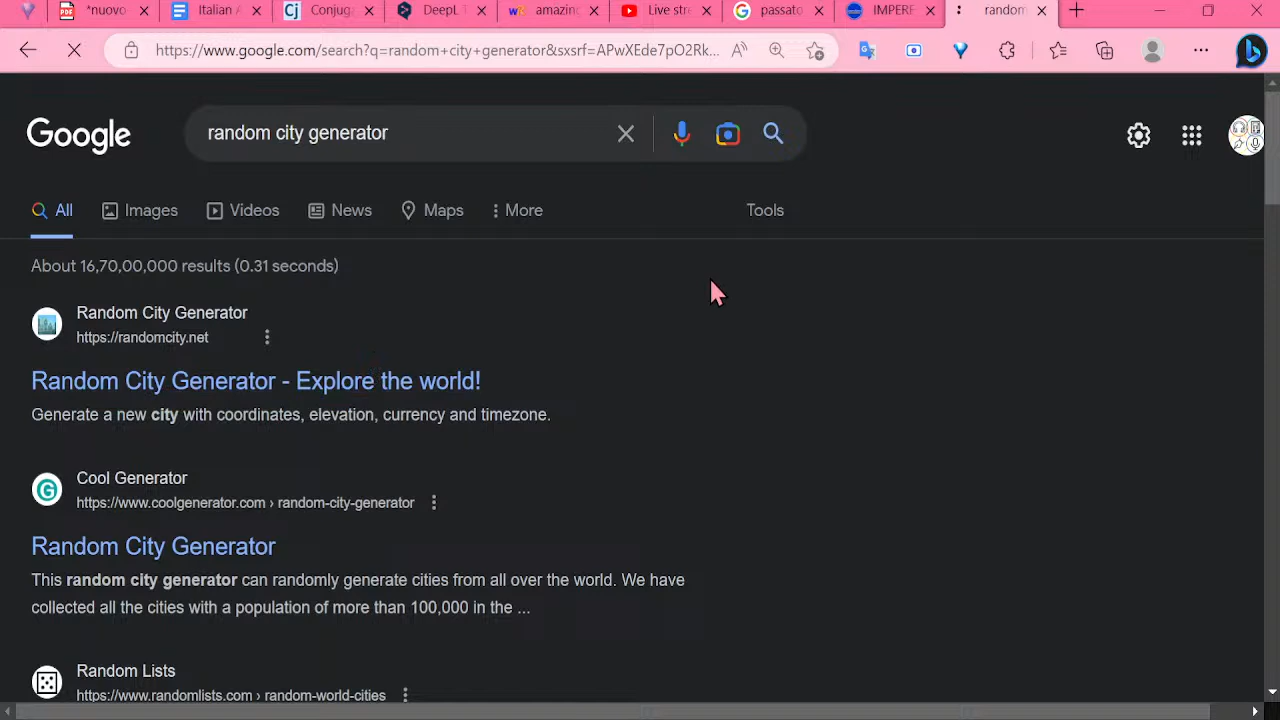 *nuovo
Italian A
Conjuga
DeepL T
amazing
Live stre
passato
IMPERF
random
https://www.google.com/search?q=random+city+generator&sxsrf=APwXEde7pO2Rk...
Google
random city generator
All
Images
Videos
News
Maps
More
Tools
About 16,70,00,000 results (0.31 seconds)
Random City Generator
https://randomcity.net
Random City Generator - Explore the world!
Generate a new city with coordinates, elevation, currency and timezone.
Cool Generator
https://www.coolgenerator.com › random-city-generator
Random City Generator
This random city generator can randomly generate cities from all over the world. We have
collected all the cities with a population of more than 100,000 in the ...
Random Lists
https://www.randomlists.com › random-world-cities